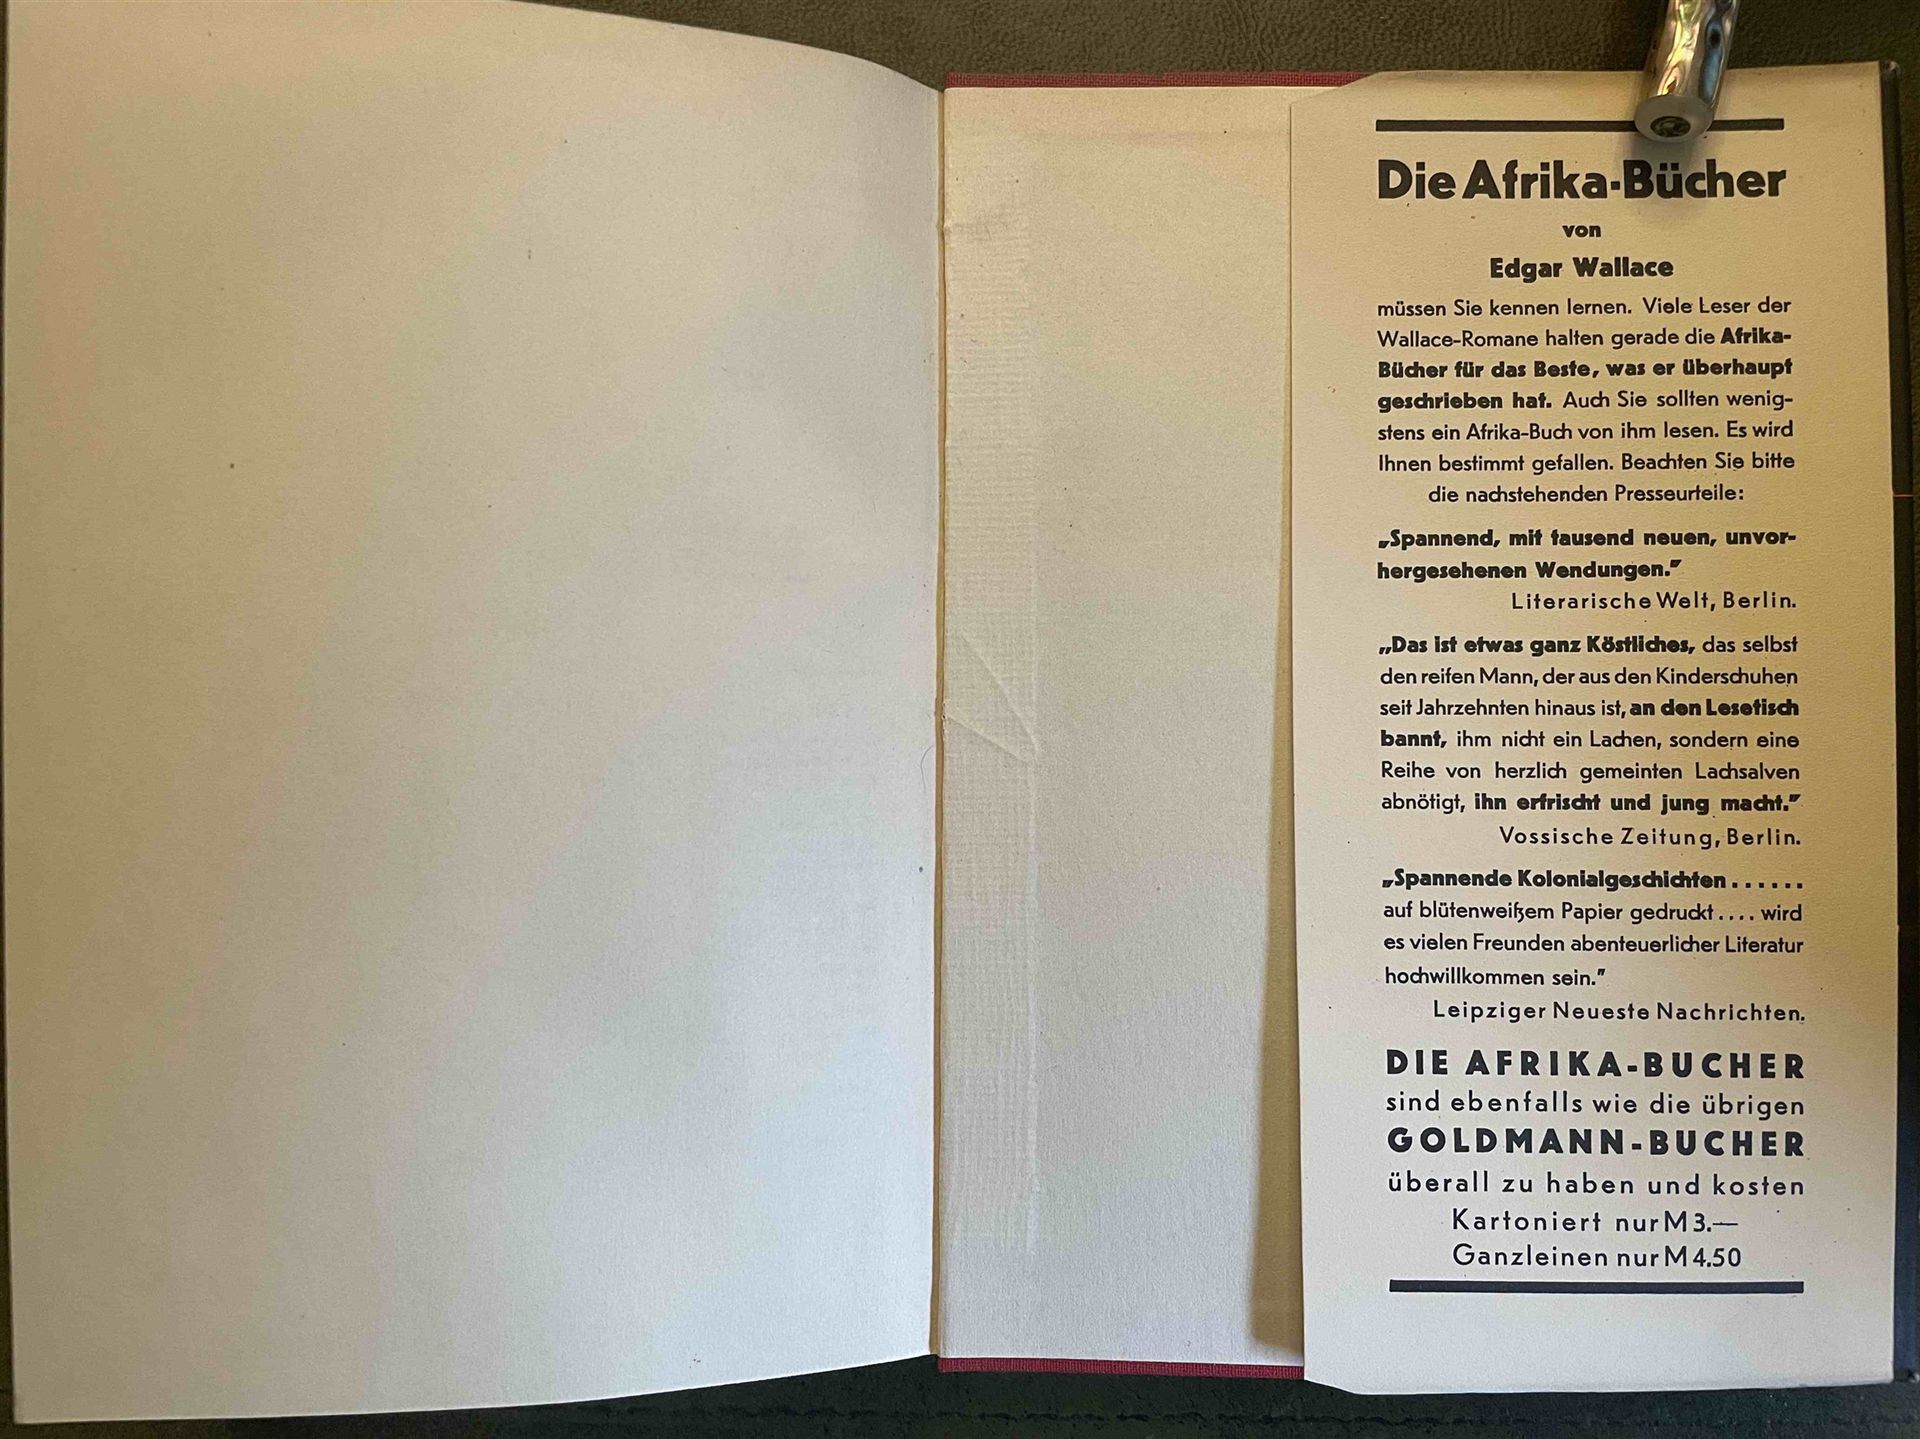 Die Afrika-Bücher
von
Edgar Wallace
müssen Sie kennen lernen. Viele Leser der
Wallace-Romane halten gerade die Afrika-
Bücher für das Beste, was er überhaupt
geschrieben hat. Auch Sie sollten wenig-
stens ein Afrika-Buch von ihm lesen. Es wird
Ihnen bestimmt gefallen. Beachten Sie bitte
die nachstehenden Presseurteile:
„Spannend, mit tausend neuen, unvor-
hergesehenen Wendungen.”
Literarische Welt, Berlin.
„Das ist etwas ganz Köstliches, das selbst
den reifen Mann, der aus den Kinderschuhen
seit Jahrzehnten hinaus ist, an den Lesetisch
bannt, ihm nicht ein Lachen, sondern eine
Reihe von herzlich gemeinten Lachsalven
abnötigt, ihn erfrischt und jung macht.”
Vossische Zeitung, Berlin.
„Spannende Kolonialgeschichten......
auf blütenweißem Papier gedruckt.... wird
es vielen Freunden abenteuerlicher Literatur
hochwillkommen sein.”
Leipziger Neueste Nachrichten.
DIE AFRIKA-BUCHER
sind ebenfalls wie die übrigen
GOLDMANN-BUCHER
überall zu haben und kosten
Kartoniert nur M 3.—
Ganzleinen nur M 4.50